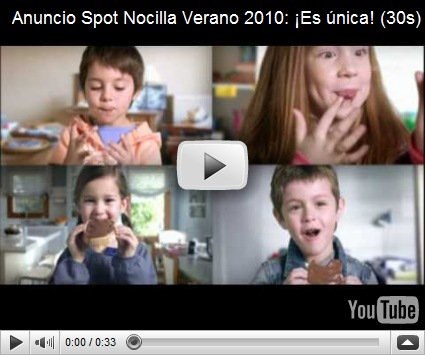 Anuncio Spot Nocilla Verano 2010: ¡Es única! (30s)
YouTube
0:00 / 0:33